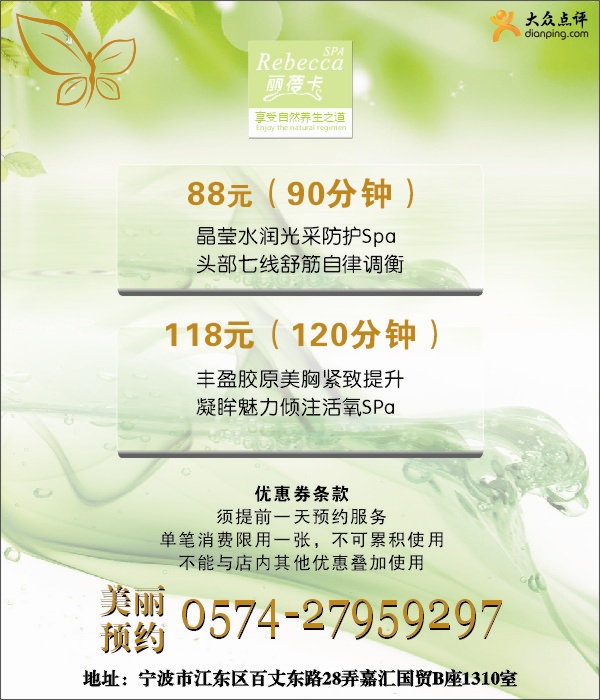 大众点评
dianping.com
SPA
Rebecca
丽蓓卡
享受自然养生之道
Enjoy the natural regimen
88元（90分钟）
晶莹水润光采防护Spa
头部七线舒筋自律调衡
118元（120分钟）
丰盈胶原美胸紧致提升
凝眸魅力倾注活氧SPa
优惠券条款
须提前一天预约服务
单笔消费限用一张，不可累积使用
不能与店内其他优惠叠加使用
美丽
预约 0574-27959297
地址：宁波市江东区百丈东路28弄嘉汇国贸B座1310室